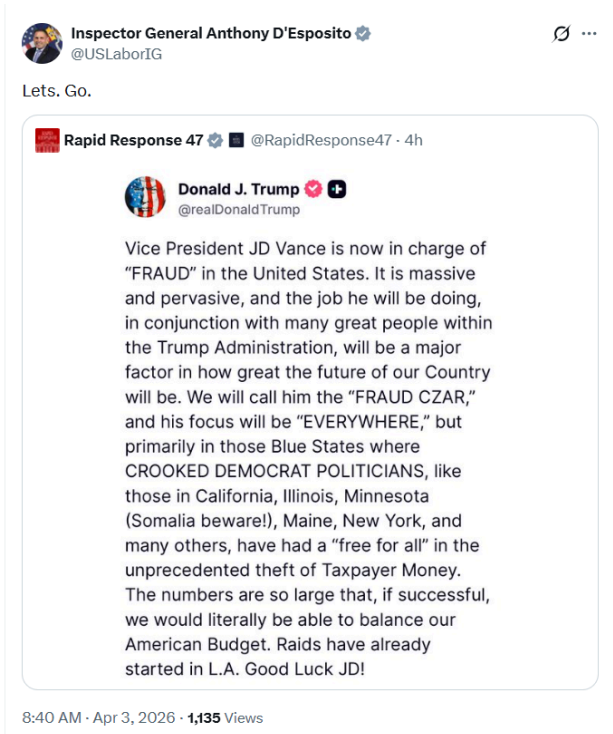 Inspector General Anthony D'Esposito
@USLaborIG
Lets. Go.
Rapid Response 47 @RapidResponse47 · 4h
Donald J. Trump
@realDonaldTrump
Vice President JD Vance is now in charge of
“FRAUD” in the United States. It is massive
and pervasive, and the job he will be doing,
in conjunction with many great people within
the Trump Administration, will be a major
factor in how great the future of our Country
will be. We will call him the “FRAUD CZAR,”
and his focus will be “EVERYWHERE,” but
primarily in those Blue States where
CROOKED DEMOCRAT POLITICIANS, like
those in California, Illinois, Minnesota
(Somalia beware!), Maine, New York, and
many others, have had a “free for all” in the
unprecedented theft of Taxpayer Money.
The numbers are so large that, if successful,
we would literally be able to balance our
American Budget. Raids have already
started in L.A. Good Luck JD!
8:40 AM · Apr 3, 2026 · 1,135 Views